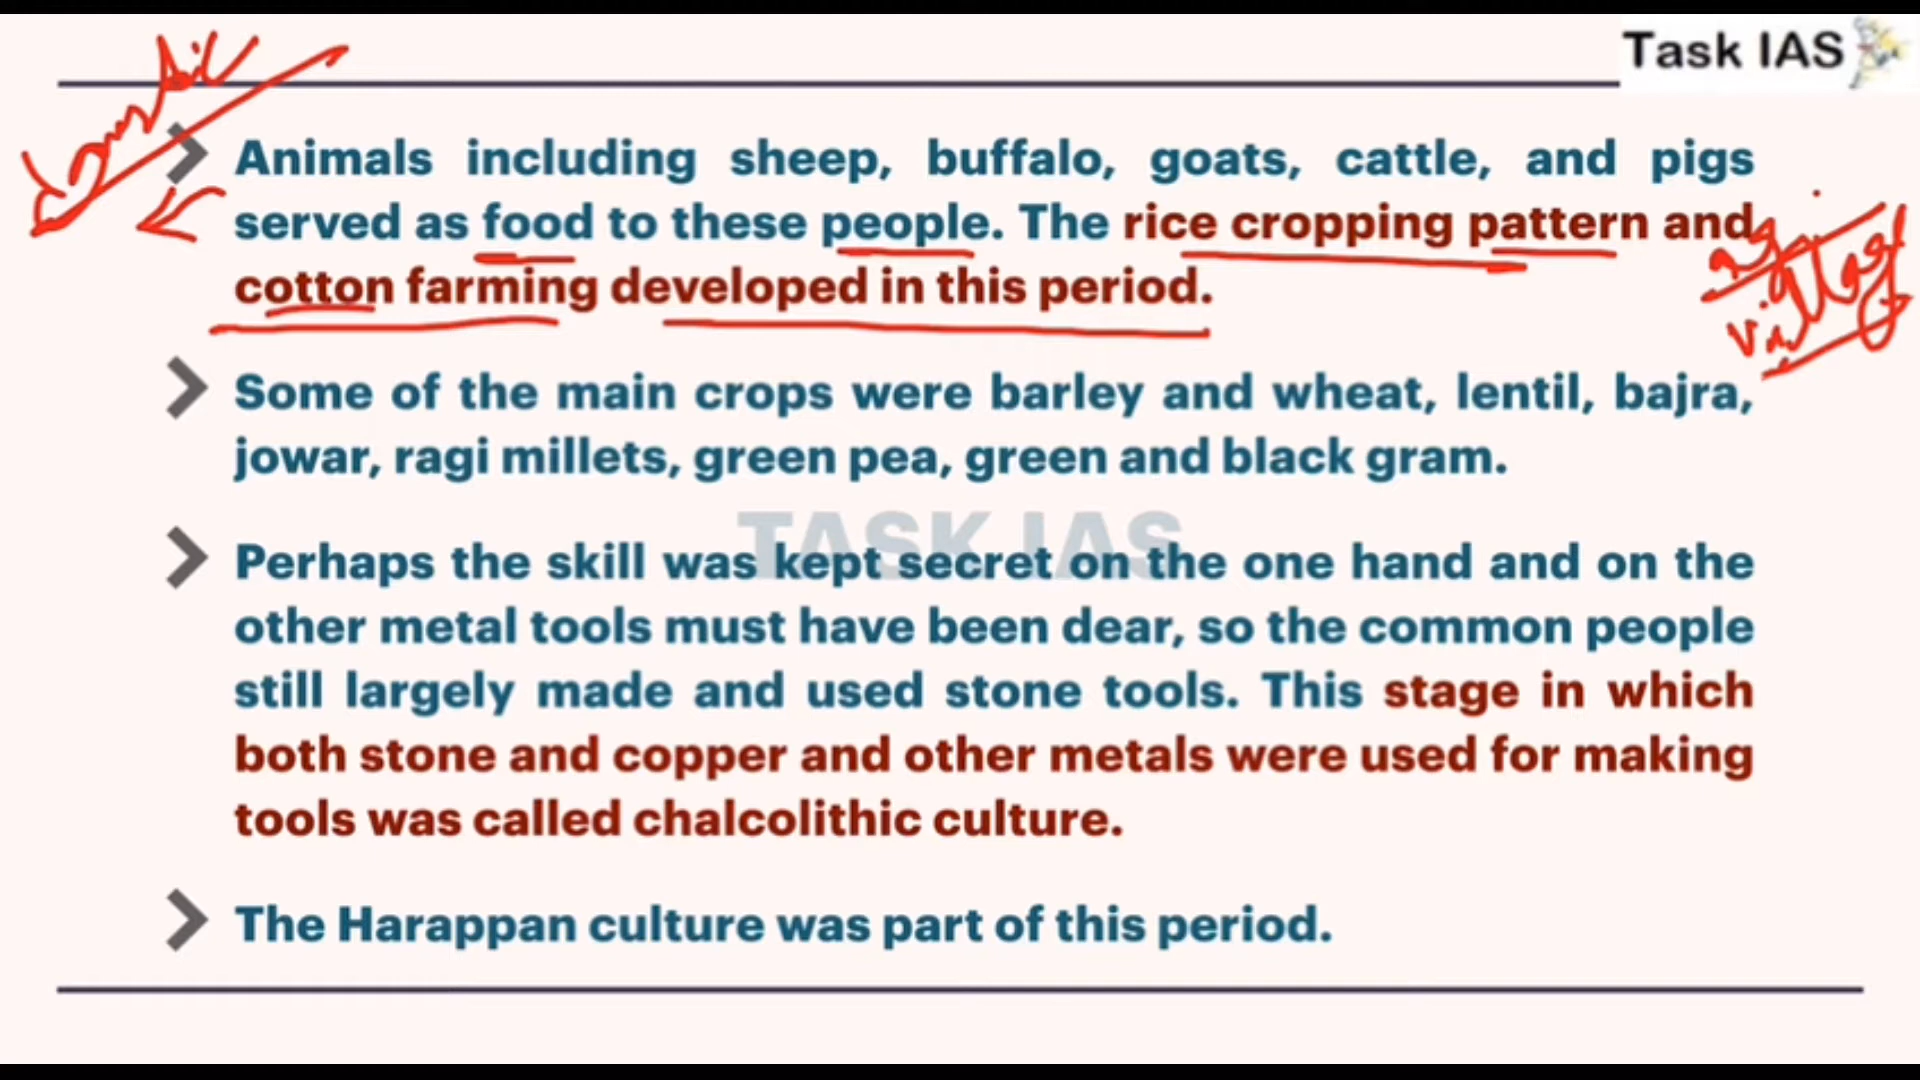 Task IAS
Animals including sheep, buffalo, goats, cattle, and pigs
served as food to these people. The rice cropping pattern and
cotton farming developed in this period.
Some of the main crops were barley and wheat, lentil, bajra,
jowar, ragi millets, green pea, green and black gram.
TASK IAS
Perhaps the skill was kept secret on the one hand and on the
other metal tools must have been dear, so the common people
still largely made and used stone tools. This stage in which
both stone and copper and other metals were used for making
tools was called chalcolithic culture.
The Harappan culture was part of this period.